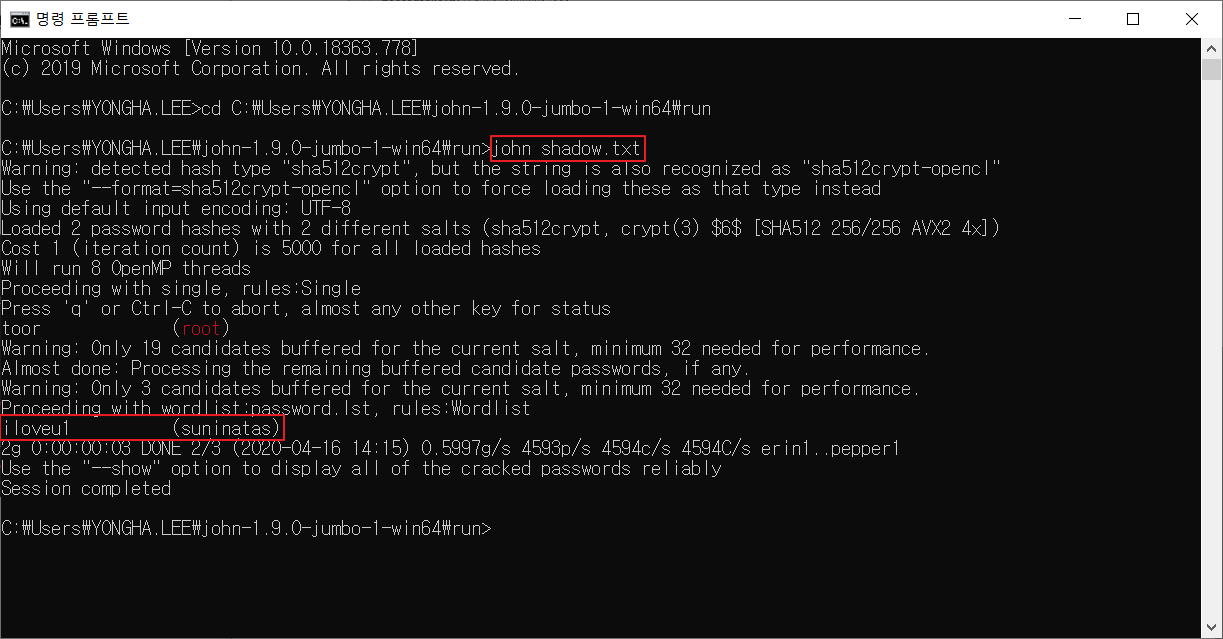 명령 프롬프트
Microsoft Windows [Version 10.0.18363.778]
(c) 2019 Microsoft Corporation. All rights reserved.
C:₩Users₩YONGHA.LEE>cd C:₩Users₩YONGHA.LEE₩john-1.9.0-jumbo-1-win64₩run
C:₩Users₩YONGHA.LEE₩john-1.9.0-jumbo-1-win64₩run>john shadow.txt
Warning: detected hash type "sha512crypt", but the string is also recognized as "sha512crypt-opencl"
Use the "--format=sha512crypt-opencl" option to force loading these as that type instead
Using default input encoding: UTF-8
Loaded 2 password hashes with 2 different salts (sha512crypt, crypt(3) $6$ [SHA512 256/256 AVX2 4x])
Cost 1 (iteration count) is 5000 for all loaded hashes
Will run 8 OpenMP threads
Proceeding with single, rules:Single
Press 'q' or Ctrl-C to abort, almost any other key for status
toor             (root)
Warning: Only 19 candidates buffered for the current salt, minimum 32 needed for performance.
Almost done: Processing the remaining buffered candidate passwords, if any.
Warning: Only 3 candidates buffered for the current salt, minimum 32 needed for performance.
Proceeding with wordlist:password.lst, rules:Wordlist
iloveu1          (suninatas)
2g 0:00:00:03 DONE 2/3 (2020-04-16 14:15) 0.5997g/s 4593p/s 4594c/s 4594C/s erin1..pepper1
Use the "--show" option to display all of the cracked passwords reliably
Session completed
C:₩Users₩YONGHA.LEE₩john-1.9.0-jumbo-1-win64₩run>